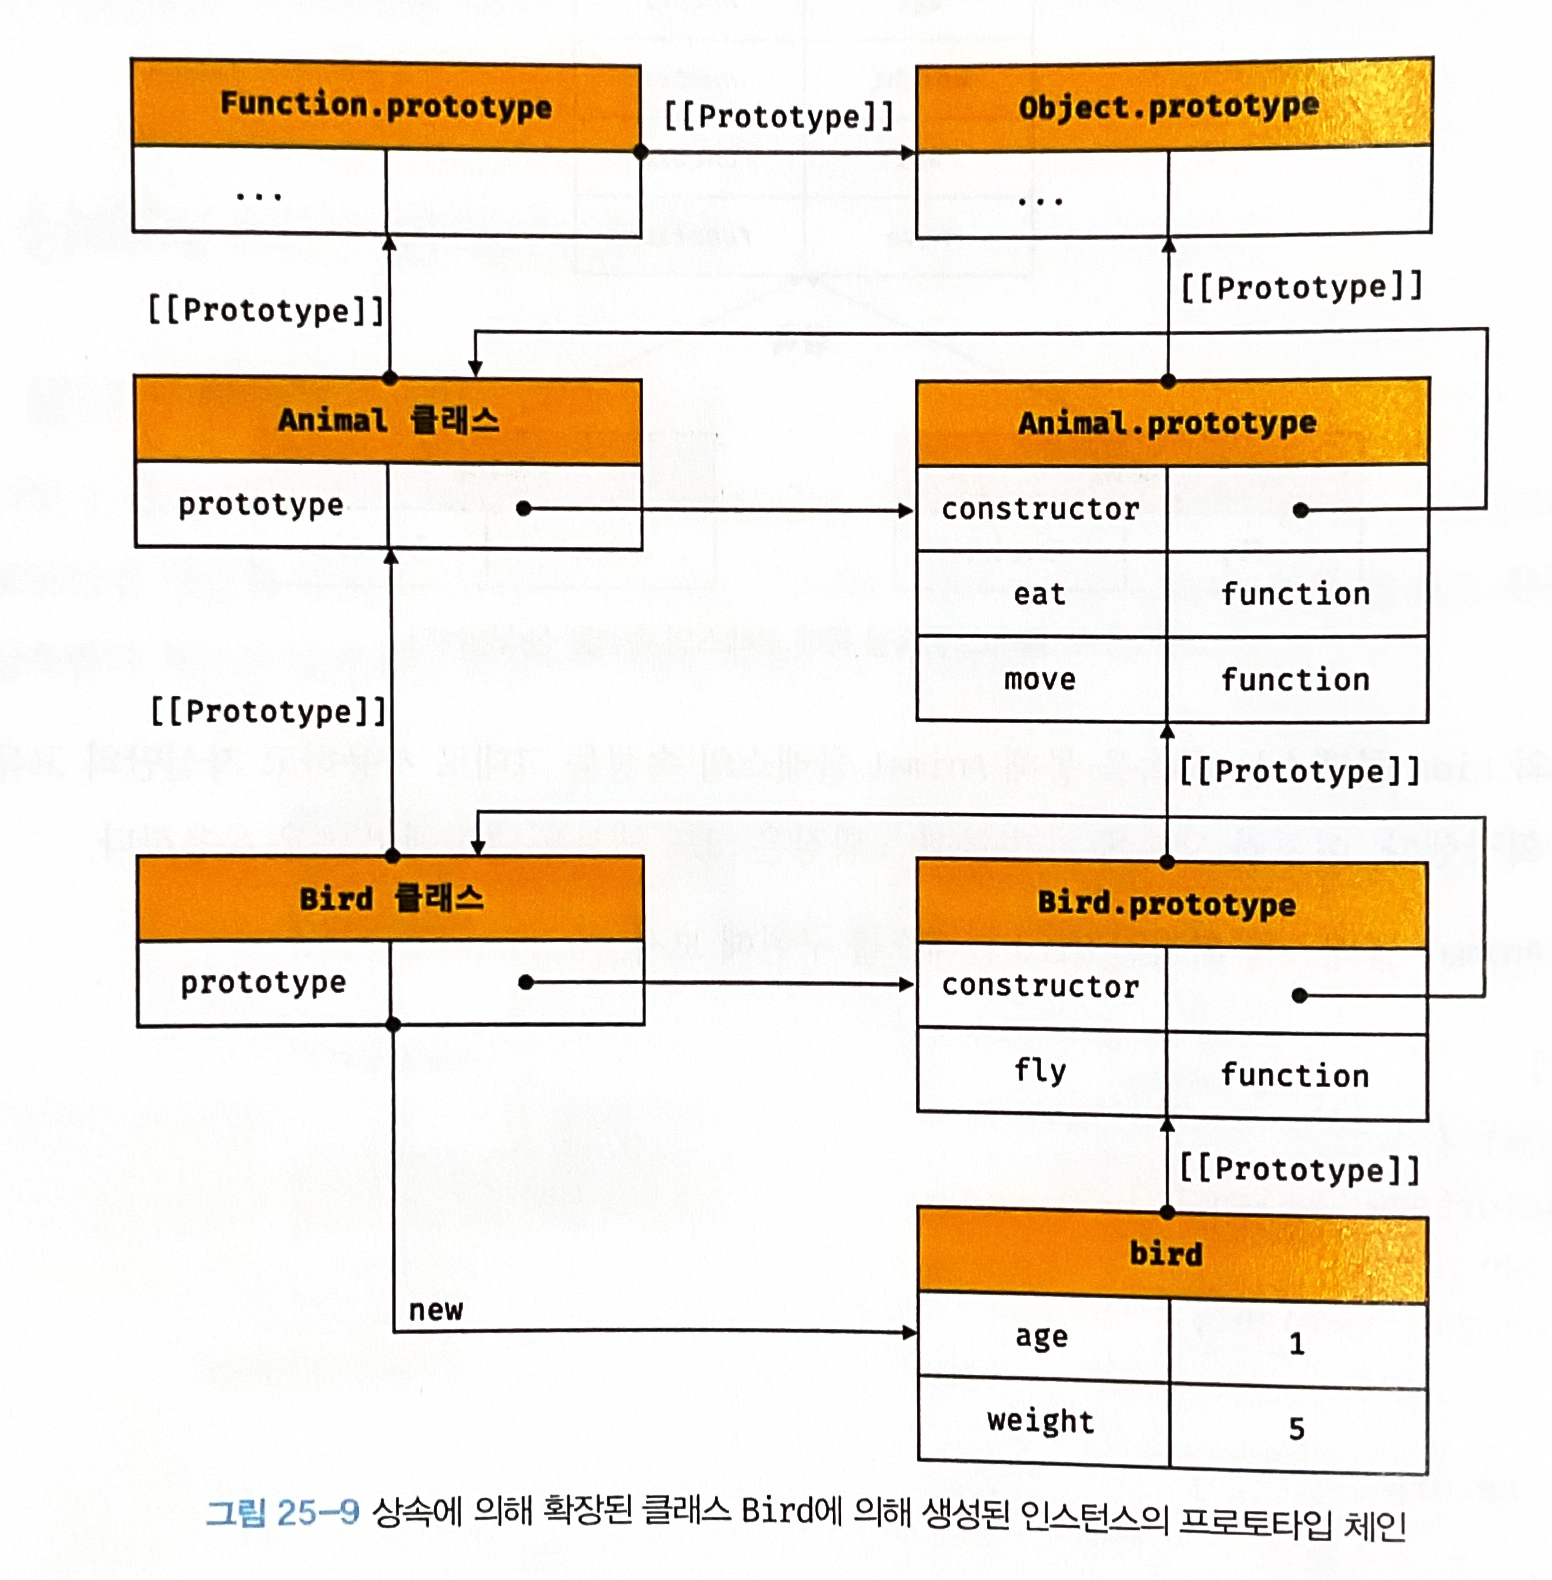 Function.prototype
[[Prototype]]
Object.prototype
...
...
[[Prototype]]
[[Prototype]]
Animal 클래스
Animal.prototype
prototype
constructor
eat
function
move
function
[[Prototype]]
[[Prototype]]
Bird 클래스
Bird.prototype
prototype
constructor
fly
function
[[Prototype]]
bird
new
age
1
weight
5
그림 25-9 상속에 의해 확장된 클래스 Bird에 의해 생성된 인스턴스의 프로토타입 체인